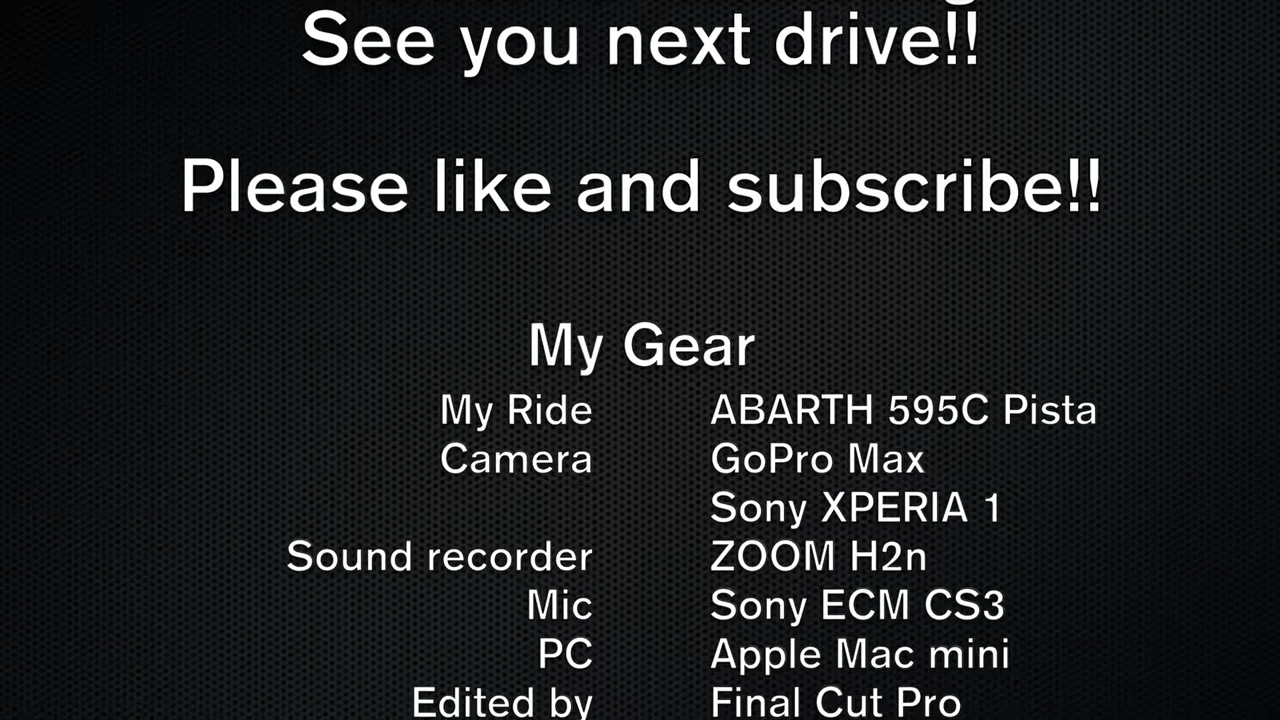 See you next drive!!
Please like and subscribe!!
My Gear
My Ride ABARTH 595C Pista
Camera GoPro Max
Sony XPERIA 1
Sound recorder ZOOM H2n
Mic Sony ECM CS3
PC Apple Mac mini
Edited by Final Cut Pro